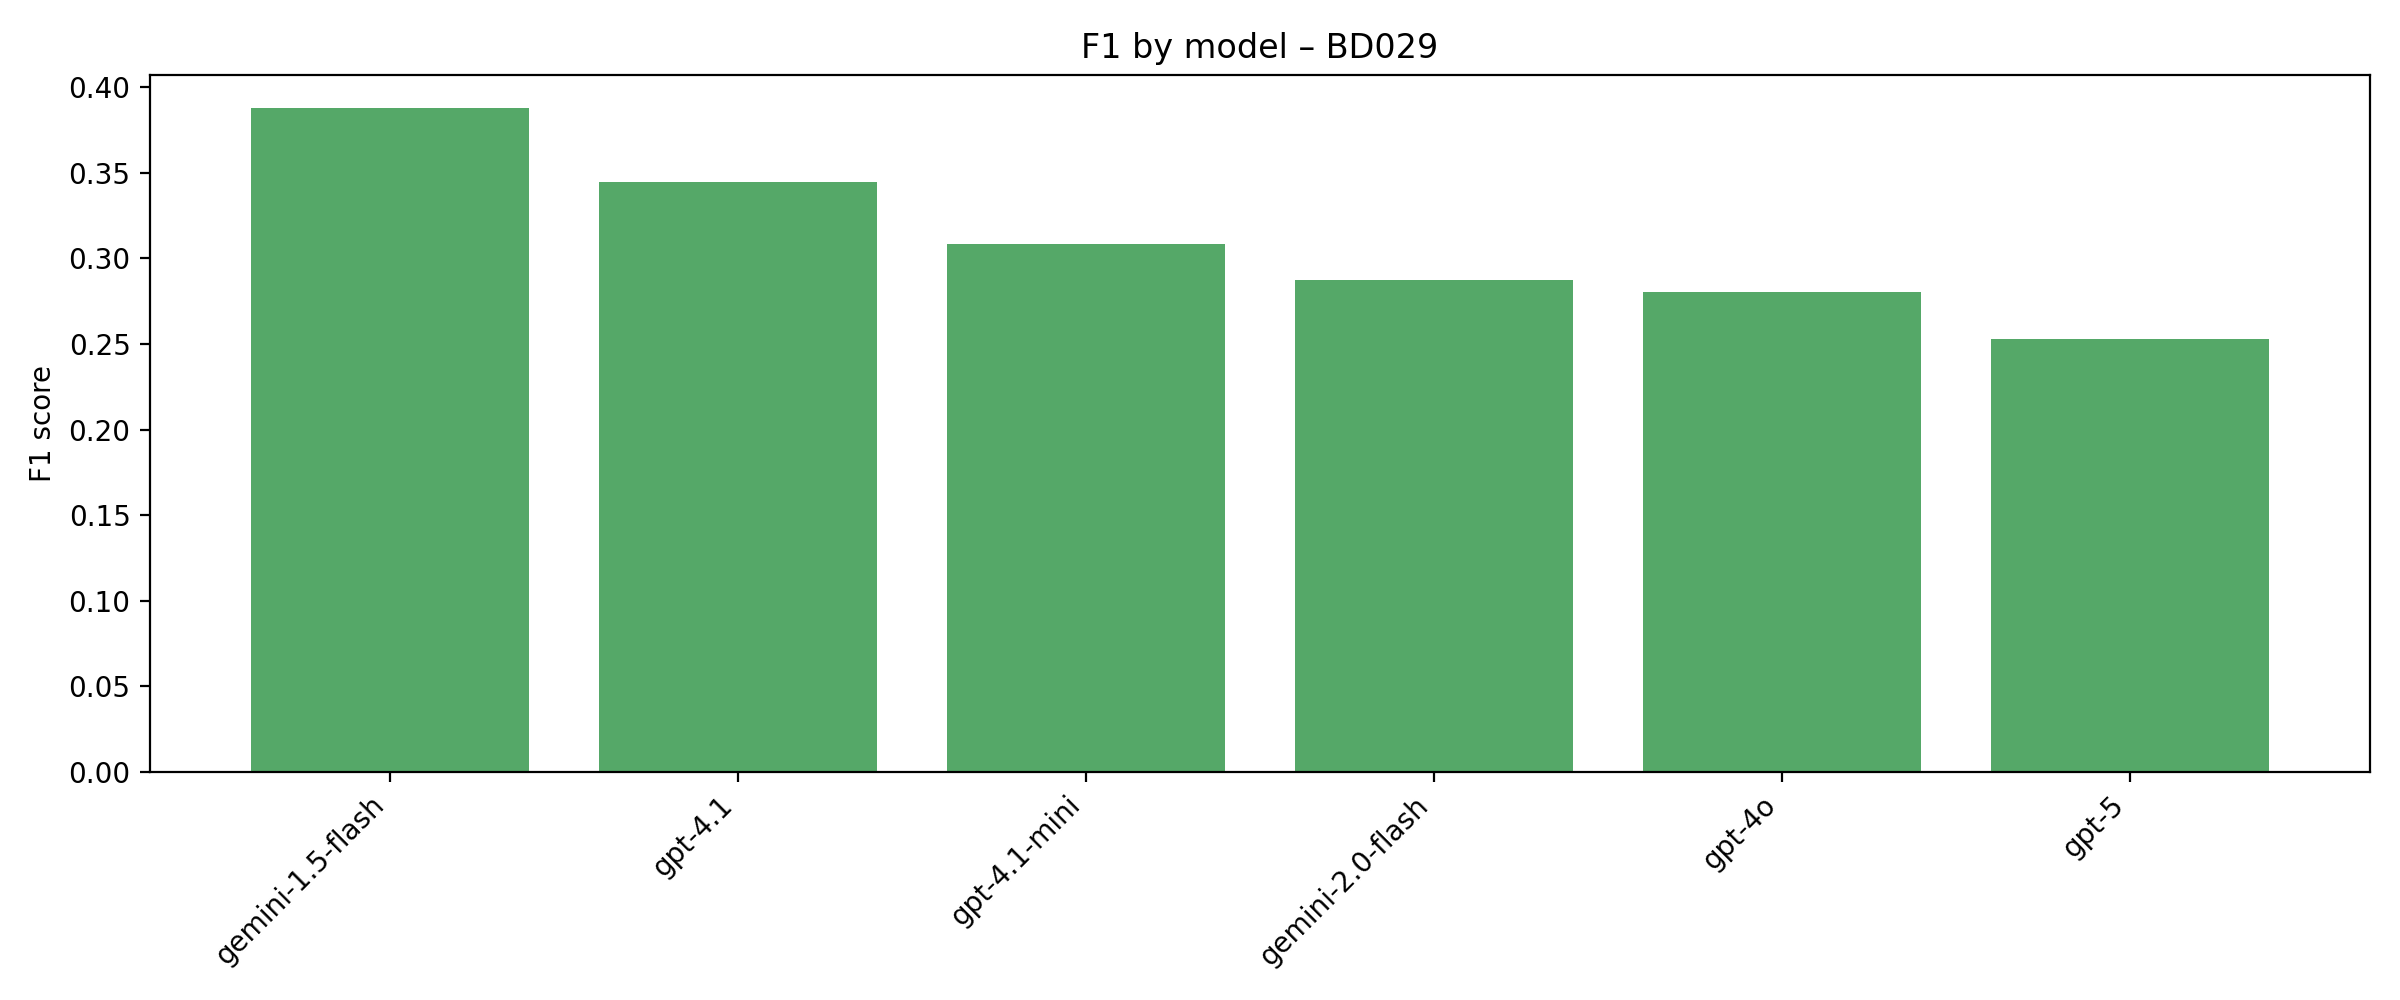 F1 by model – BD029
F1 score
0.40
0.35
0.30
0.25
0.20
0.15
0.10
0.05
0.00
gemini-1.5-flash
gpt-4.1
gpt-4.1-mini
gemini-2.0-flash
gpt-4o
gpt-5